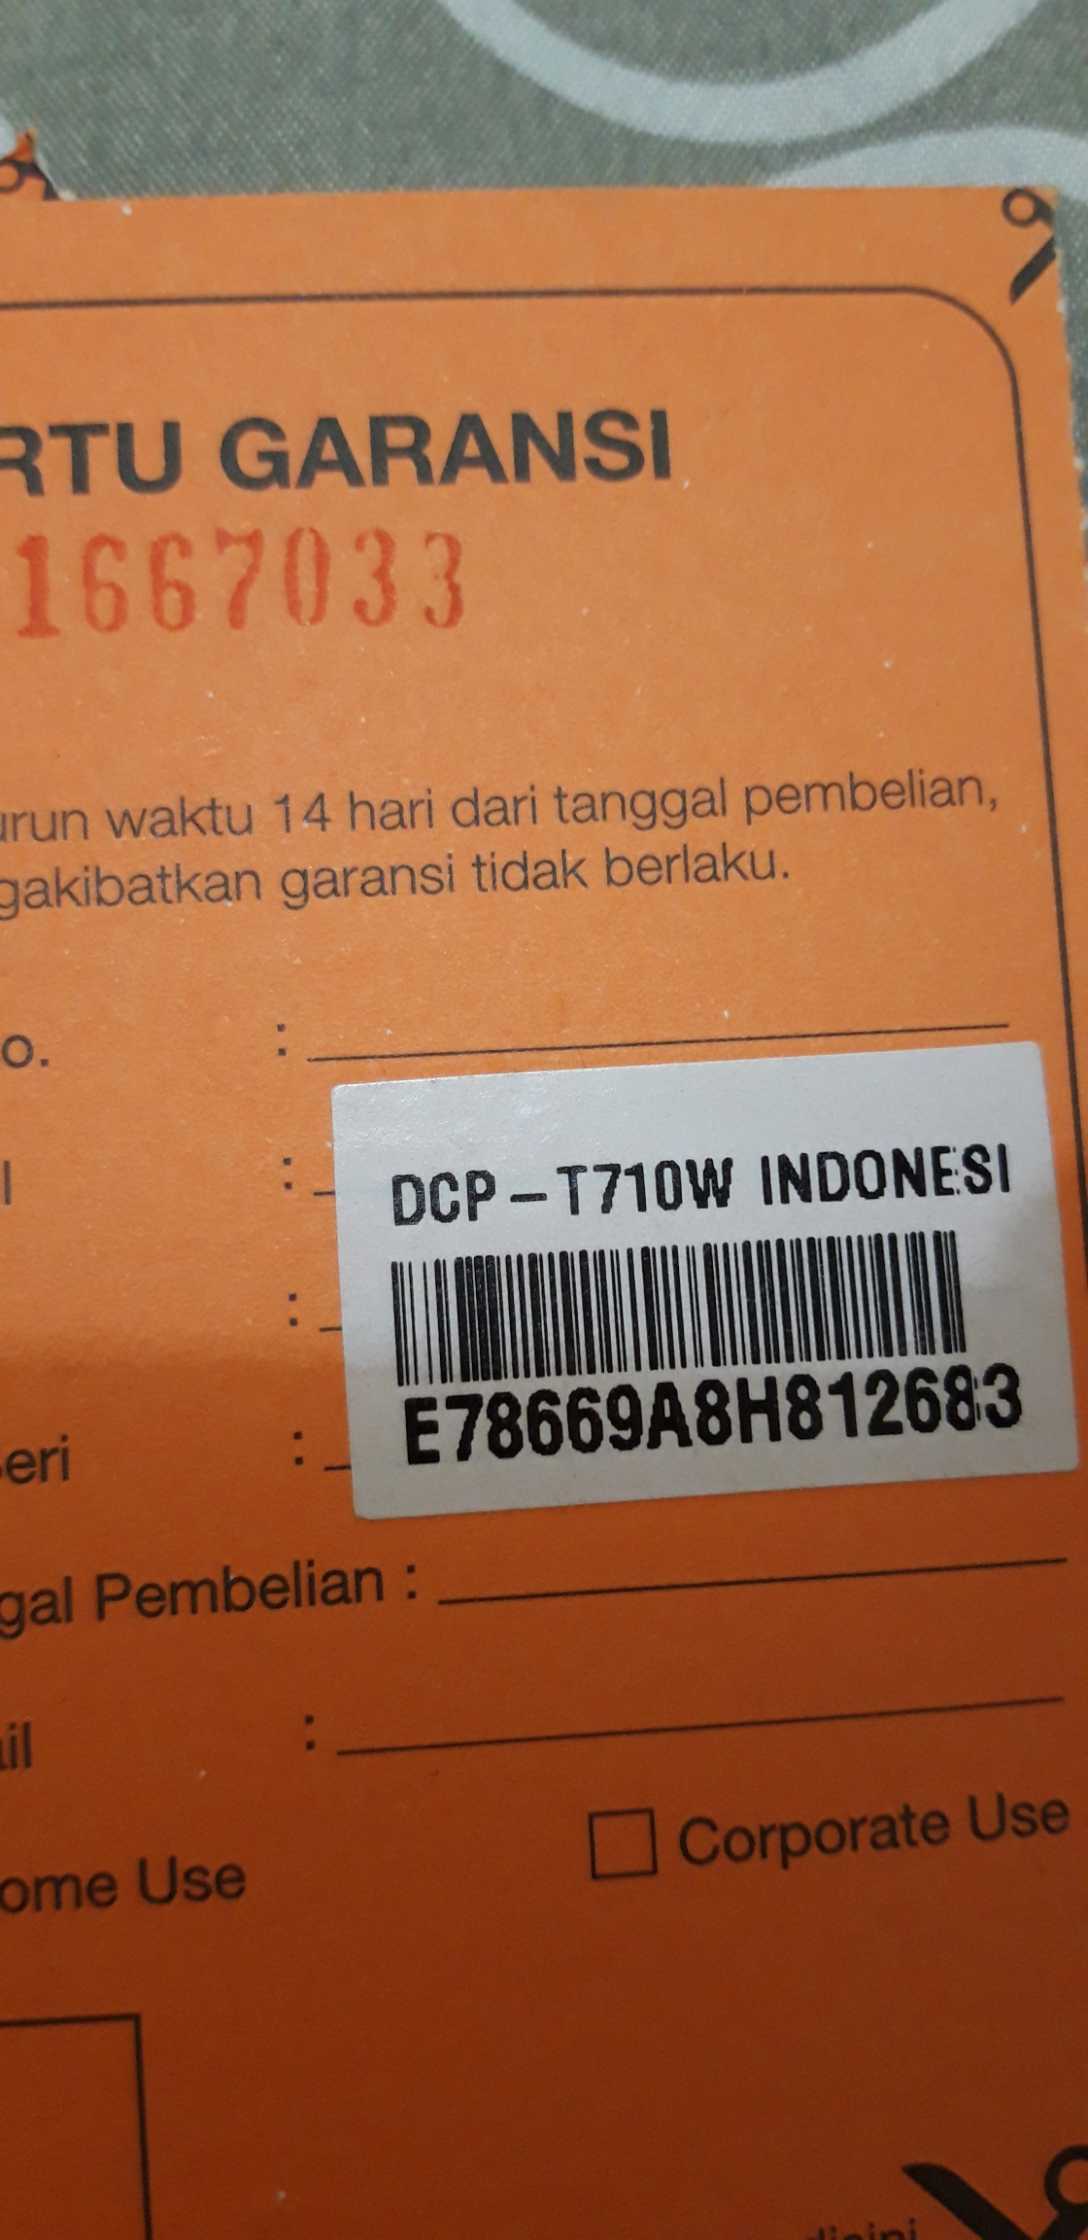 RTU GARANSI
1667033
urun waktu 14 hari dari tanggal pembelian,
gakibatkan garansi tidak berlaku.
o. :
l :
:
DCP-T710W INDONESI
E78669A8H812683
eri :
gal Pembelian :
il :
ome Use
Corporate Use